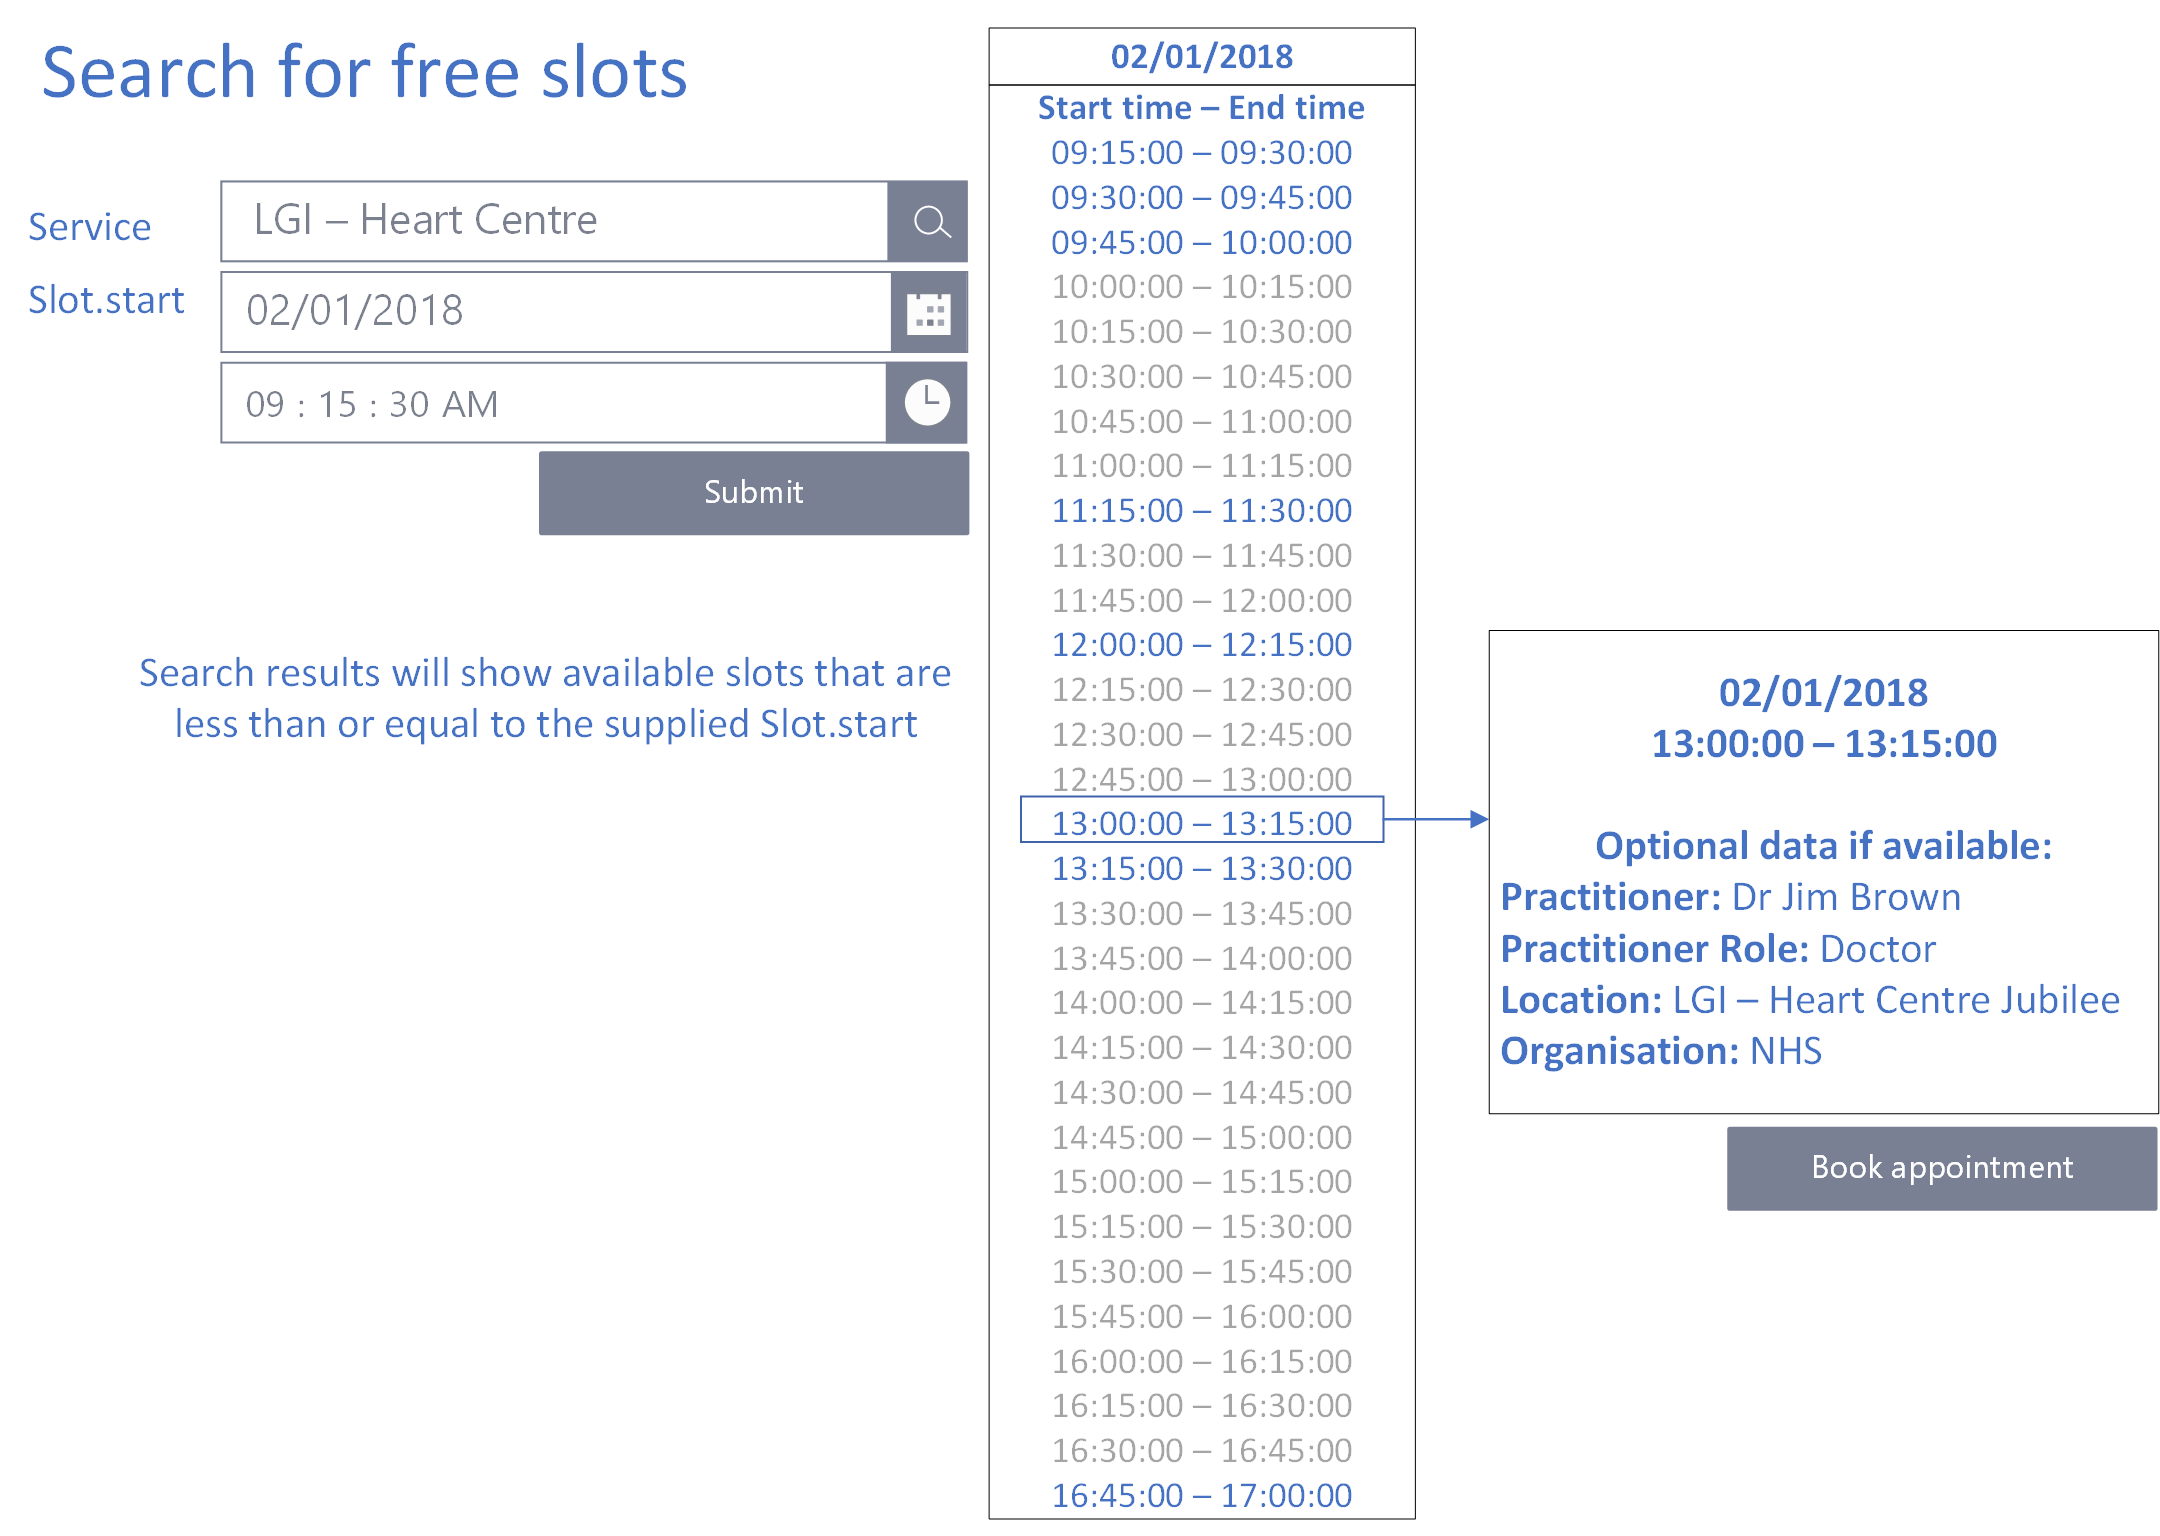 Search for free slots
Service
LGI – Heart Centre
Slot.start
02/01/2018
09 : 15 : 30 AM
Submit
Search results will show available slots that are
less than or equal to the supplied Slot.start
02/01/2018
Start time – End time
09:15:00 – 09:30:00
09:30:00 – 09:45:00
09:45:00 – 10:00:00
10:00:00 – 10:15:00
10:15:00 – 10:30:00
10:30:00 – 10:45:00
10:45:00 – 11:00:00
11:00:00 – 11:15:00
11:15:00 – 11:30:00
11:30:00 – 11:45:00
11:45:00 – 12:00:00
12:00:00 – 12:15:00
12:15:00 – 12:30:00
12:30:00 – 12:45:00
12:45:00 – 13:00:00
13:00:00 – 13:15:00
13:15:00 – 13:30:00
13:30:00 – 13:45:00
13:45:00 – 14:00:00
14:00:00 – 14:15:00
14:15:00 – 14:30:00
14:30:00 – 14:45:00
14:45:00 – 15:00:00
15:00:00 – 15:15:00
15:15:00 – 15:30:00
15:30:00 – 15:45:00
15:45:00 – 16:00:00
16:00:00 – 16:15:00
16:15:00 – 16:30:00
16:30:00 – 16:45:00
16:45:00 – 17:00:00
02/01/2018
13:00:00 – 13:15:00
Optional data if available:
Practitioner: Dr Jim Brown
Practitioner Role: Doctor
Location: LGI – Heart Centre Jubilee
Organisation: NHS
Book appointment